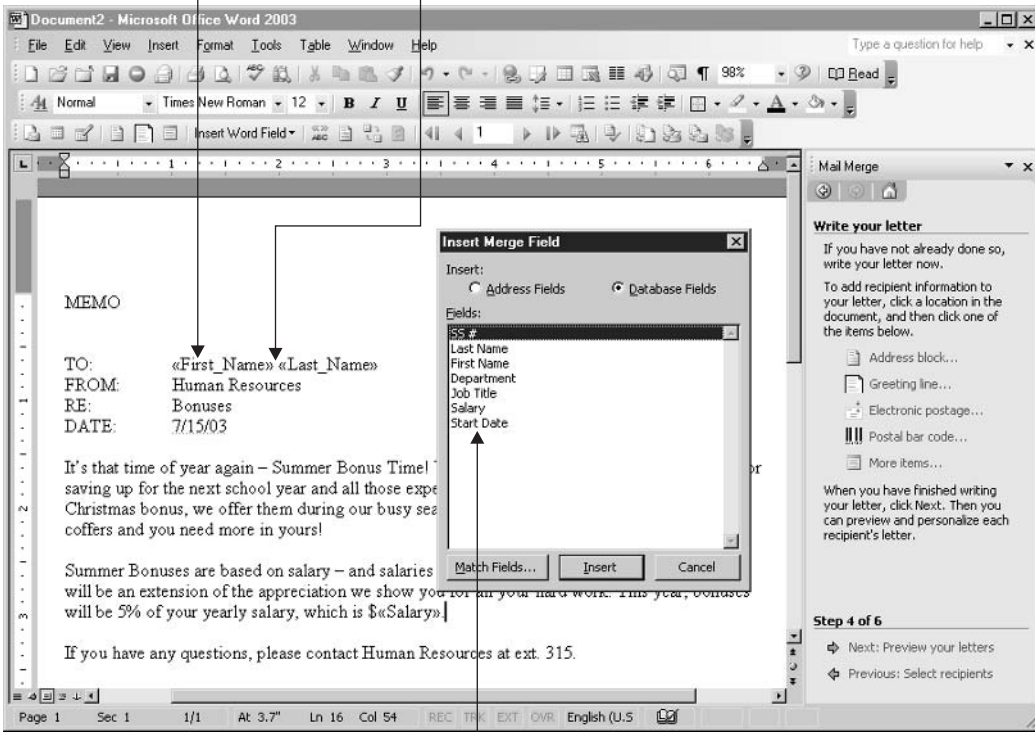 Document2 - Microsoft Office Word 2003
File Edit View Insert Format Tools Table Window Help
Type a question for help
98%
Read
Normal
Times New Roman
12
B I U
Insert Word Field
1
1 2 3 4 5 6
Mail Merge
Write your letter
If you have not already done so,
write your letter now.
To add recipient information to
your letter, click a location in the
document, and then click one of
the items below.
Address block...
Greeting line...
Electronic postage...
Postal bar code...
More items...
When you have finished writing
your letter, click Next. Then you
can preview and personalize each
recipient's letter.
Step 4 of 6
Next: Preview your letters
Previous: Select recipients
MEMO
TO: «First_Name» «Last_Name»
FROM: Human Resources
RE: Bonuses
DATE: 7/15/03
It's that time of year again – Summer Bonus Time!
saving up for the next school year and all those
Christmas bonus, we offer them during our busy
coffers and you need more in yours!
Summer Bonuses are based on salary – and salaries
will be an extension of the appreciation we show you for all your hard work. This year, bonuses
will be 5% of your yearly salary, which is $«Salary».
If you have any questions, please contact Human Resources at ext. 315.
Insert Merge Field
Insert:
Address Fields
Database Fields
Fields:
SS #
Last Name
First Name
Department
Job Title
Salary
Start Date
Match Fields...
Insert
Cancel
Page 1 Sec 1 1/1 At 3.7" Ln 16 Col 54 REC TRK EXT OVR English (U.S